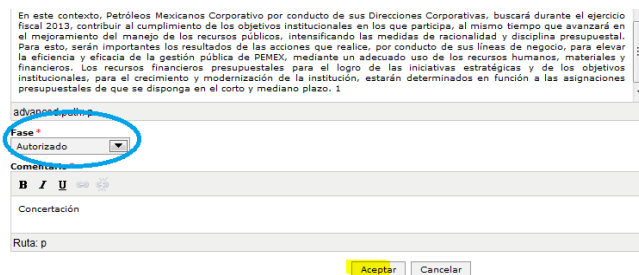 En este contexto, Petróleos Mexicanos Corporativo por conducto de sus Direcciones Corporativas, buscará durante el ejercicio
fiscal 2013, contribuir al cumplimiento de los objetivos institucionales en los que participa, al mismo tiempo que avanzará en
el mejoramiento del manejo de los recursos públicos, intensificando las medidas de racionalidad y disciplina presupuestal.
Para esto, serán importantes los resultados de las acciones que realice, por conducto de sus líneas de negocio, para elevar
la eficiencia y eficacia de la gestión pública de PEMEX, mediante un adecuado uso de los recursos humanos, materiales y
financieros. Los recursos financieros presupuestales para el logro de las iniciativas estratégicas y de los objetivos
institucionales, para el crecimiento y modernización de la institución, estarán determinados en función a las asignaciones
presupuestales de que se disponga en el corto y mediano plazo. 1
advanced.path: p
Fase *
Autorizado
Comentario *
B I U
Concertación
Ruta: p
Aceptar Cancelar